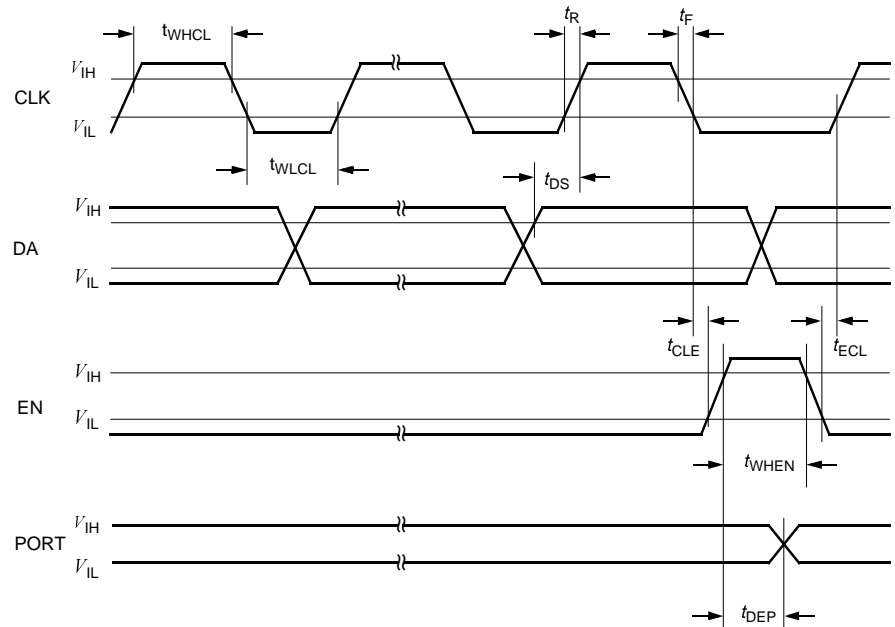 tWHCL
tR
tF
VIH
CLK
VIL
tWLCL
tDS
VIH
DA
VIL
tCLE
tECL
VIH
EN
VIL
tWHEN
VIH
PORT
VIL
tDEP